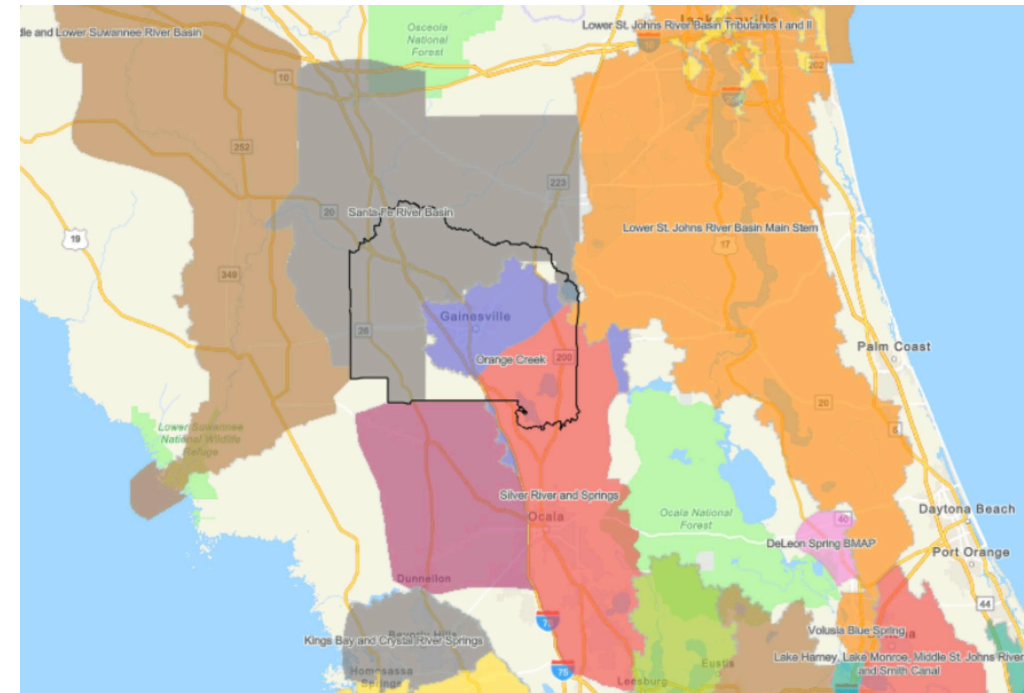 Jacksonville
Lower St. Johns River Basin Tributaries I and II
dle and Lower Suwannee River Basin
Osceola
National
Forest
10
202
252
223
20
Santa Fe River Basin
19
Lower St. Johns River Basin Main Stem
17
349
Gainesville
26
Orange Creek
200
Palm Coast
20
5
Lower Suwannee
National Wildlife
Refuge
Silver River and Springs
Ocala
Ocala National
Forest
Daytona Beach
40
DeLeon Spring BMAP
Port Orange
Dunnellon
44
Kings Bay and Crystal River Springs
Beverly Hills
Volusia Blue Spring
Lake Harney, Lake Monroe, Middle St. Johns River
and Smith Canal
Homosassa
Springs
75
Eustis
Leesburg